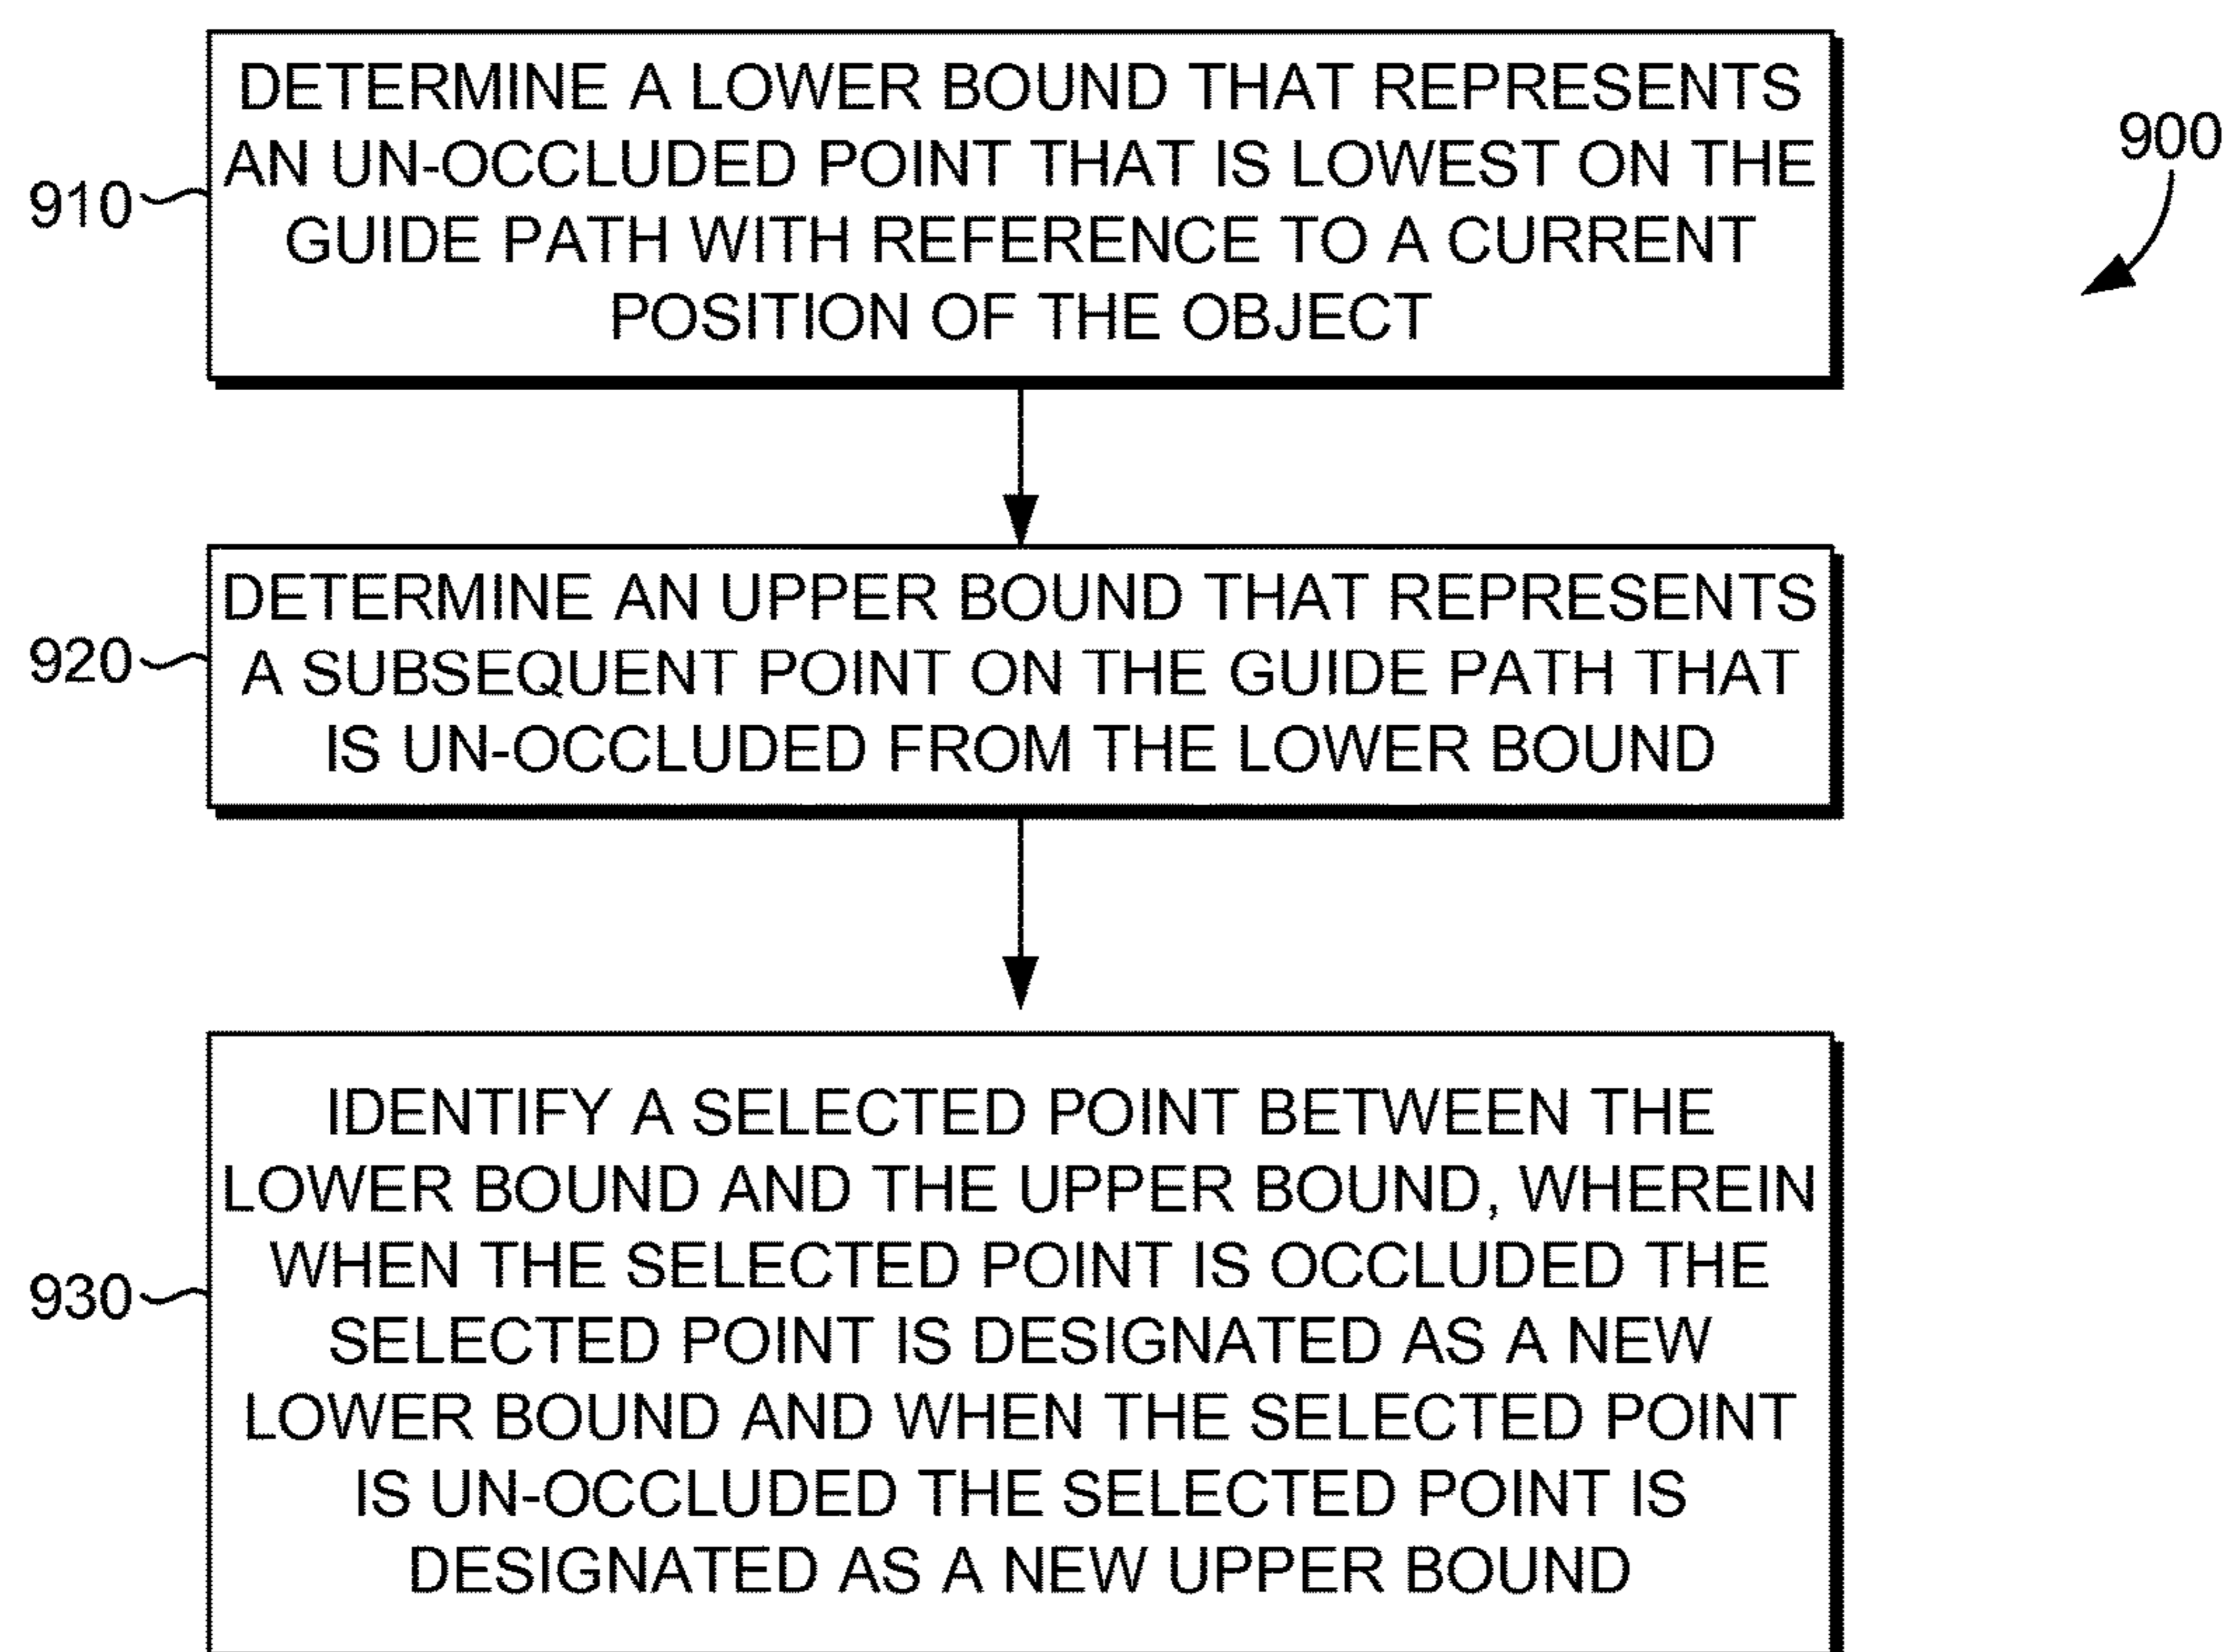 DETERMINE A LOWER BOUND THAT REPRESENTS
AN UN-OCCLUDED POINT THAT IS LOWEST ON THE
GUIDE PATH WITH REFERENCE TO A CURRENT
POSITION OF THE OBJECT
910
900
DETERMINE AN UPPER BOUND THAT REPRESENTS
A SUBSEQUENT POINT ON THE GUIDE PATH THAT
IS UN-OCCLUDED FROM THE LOWER BOUND
920
IDENTIFY A SELECTED POINT BETWEEN THE
LOWER BOUND AND THE UPPER BOUND, WHEREIN
WHEN THE SELECTED POINT IS OCCLUDED THE
SELECTED POINT IS DESIGNATED AS A NEW
LOWER BOUND AND WHEN THE SELECTED POINT
IS UN-OCCLUDED THE SELECTED POINT IS
DESIGNATED AS A NEW UPPER BOUND
930